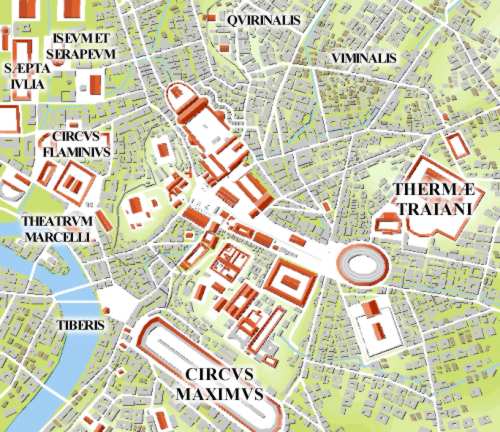 QVIRINALIS
ISEVM ET
SERAPEVM
VIMINALIS
SÆPTA
IVLIA
CIRCVS
FLAMINIVS
THERMÆ
TRAIANI
THEATRVM
MARCELLI
TIBERIS
CIRCVS
MAXIMVS